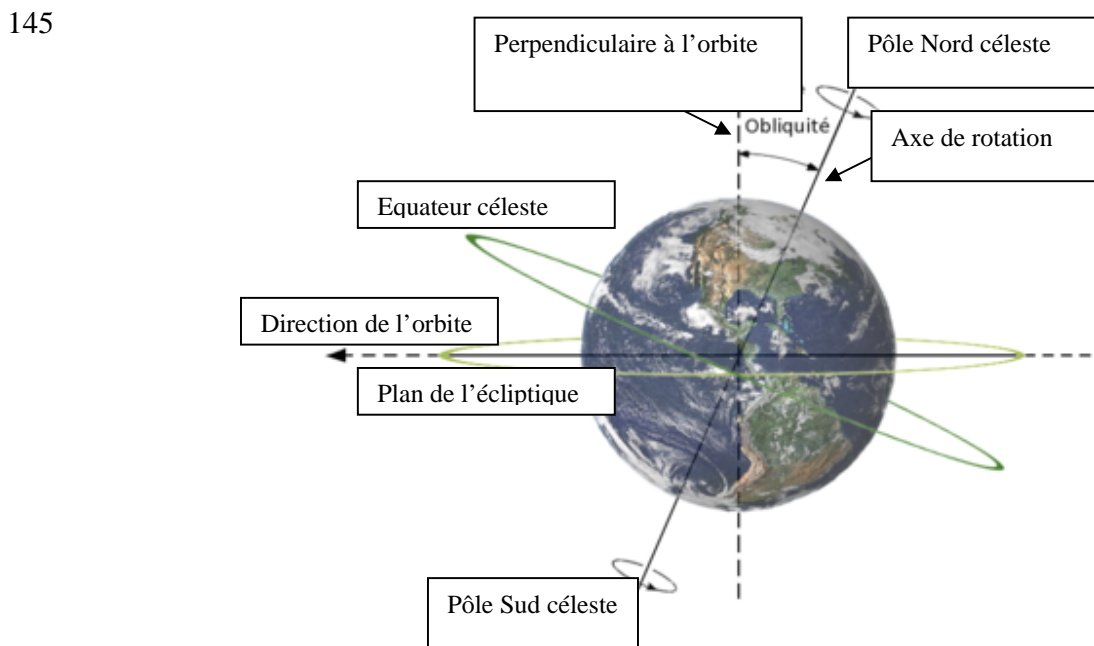 145
Perpendiculaire à l’orbite
Pôle Nord céleste
Obliquité
Axe de rotation
Equateur céleste
Direction de l’orbite
Plan de l’écliptique
Pôle Sud céleste